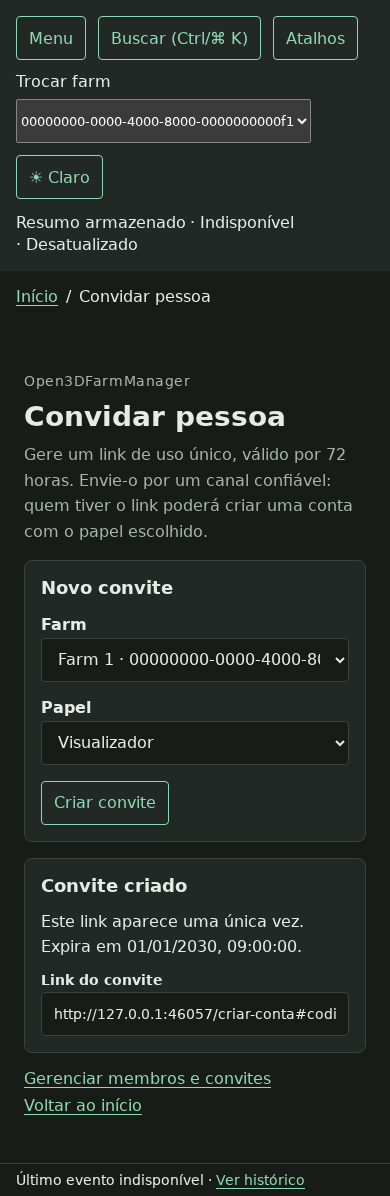 Menu
Buscar (Ctrl/⌘ K)
Atalhos
Trocar farm
00000000-0000-4000-8000-0000000000f1
☀ Claro
Resumo armazenado · Indisponível
· Desatualizado
Início / Convidar pessoa
Open3DFarmManager
Convidar pessoa
Gere um link de uso único, válido por 72
horas. Envie-o por um canal confiável:
quem tiver o link poderá criar uma conta
com o papel escolhido.
Novo convite
Farm
Farm 1 · 00000000-0000-4000-80
Papel
Visualizador
Criar convite
Convite criado
Este link aparece uma única vez.
Expira em 01/01/2030, 09:00:00.
Link do convite
http://127.0.0.1:46057/criar-conta#codi
Gerenciar membros e convites
Voltar ao início
Último evento indisponível · Ver histórico